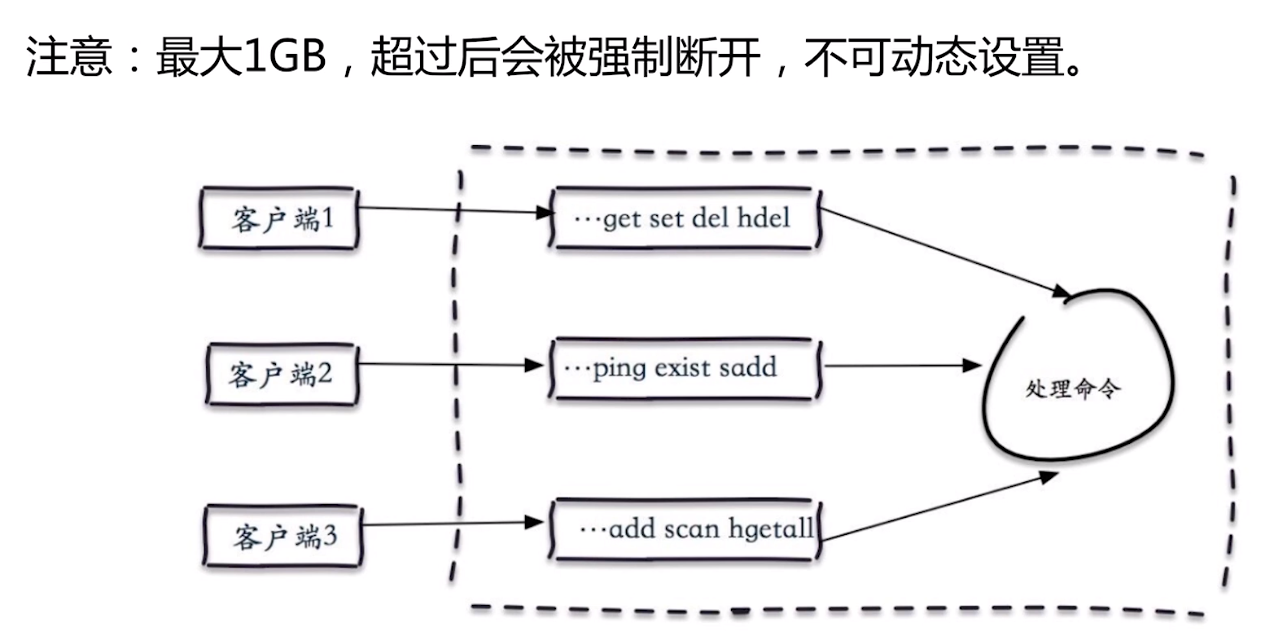 注意：最大1GB，超过后会被强制断开，不可动态设置。
客户端1
…get set del hdel
客户端2
…ping exist sadd
处理命令
客户端3
…add scan hgetall